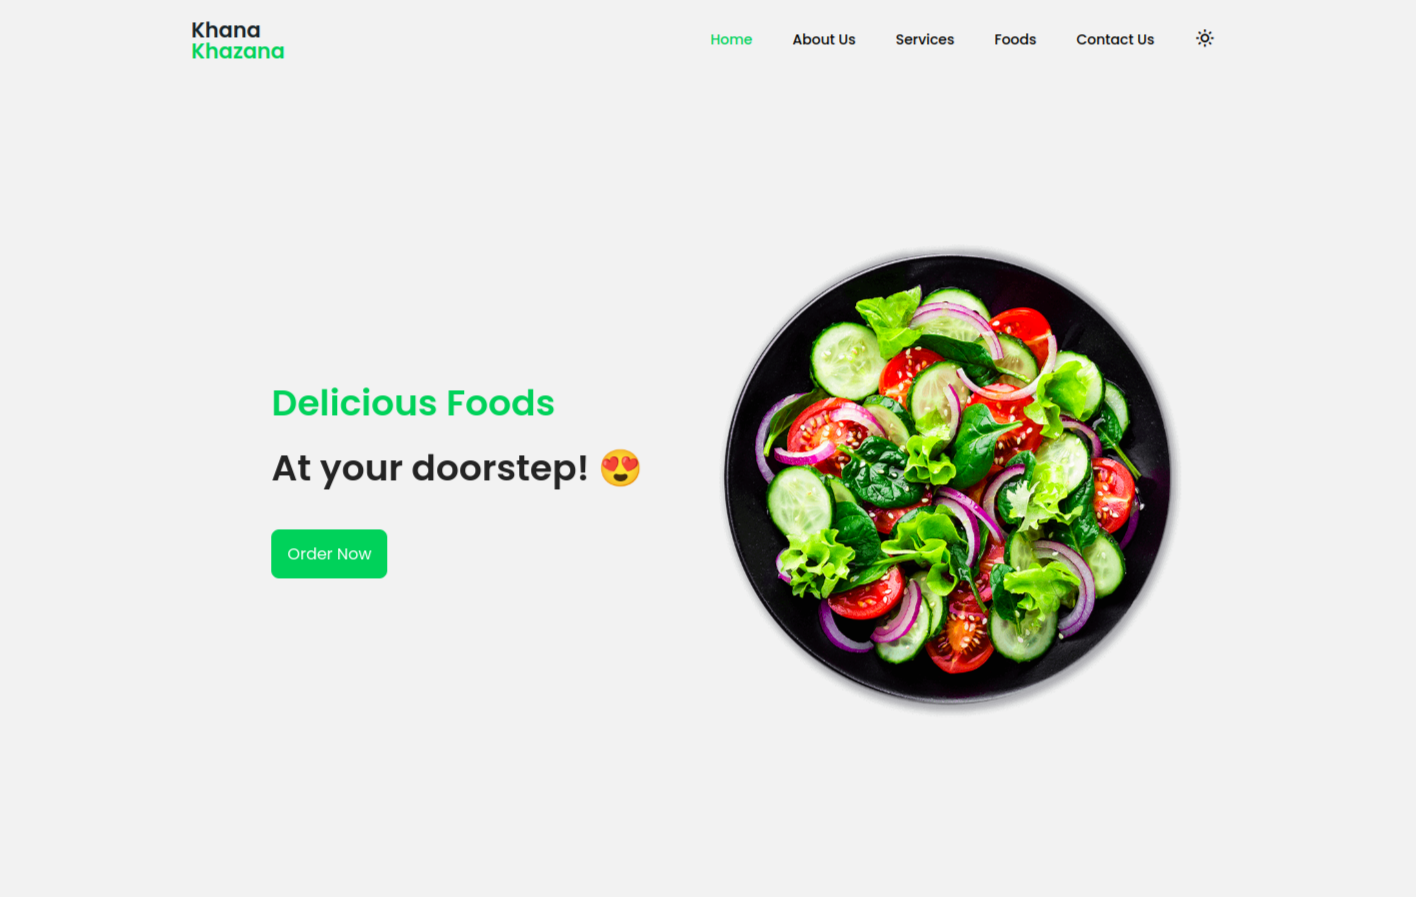 Khana
Khazana
Home About Us Services Foods Contact Us
Delicious Foods
At your doorstep! 😍
Order Now